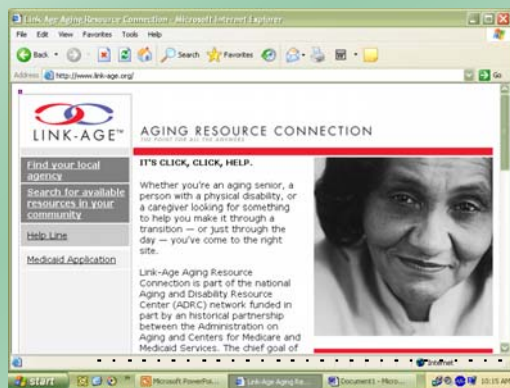 Link Age Aging Resource Connection - Microsoft Internet Explorer
File Edit View Favorites Tools Help
Back Search Favorites
Address http://www.link-age.org/ Go
LINK-AGE™
AGING RESOURCE CONNECTION
THE POINT FOR ALL THE ANSWERS
Find your local
agency
Search for available
resources in your
community
Help Line
Medicaid Application
IT'S CLICK, CLICK, HELP.
Whether you're an aging senior, a
person with a physical disability, or
a caregiver looking for something
to help you make it through a
transition — or just through the
day — you've come to the right
site.
Link-Age Aging Resource
Connection is part of the national
Aging and Disability Resource
Center (ADRC) network funded in
part by an historical partnership
between the Administration on
Aging and Centers for Medicare and
Medicaid Services. The chief goal of
Internet
start Microsoft PowerPoi... Link-Age Aging Re... Document1 - Micro... 10:15 AM